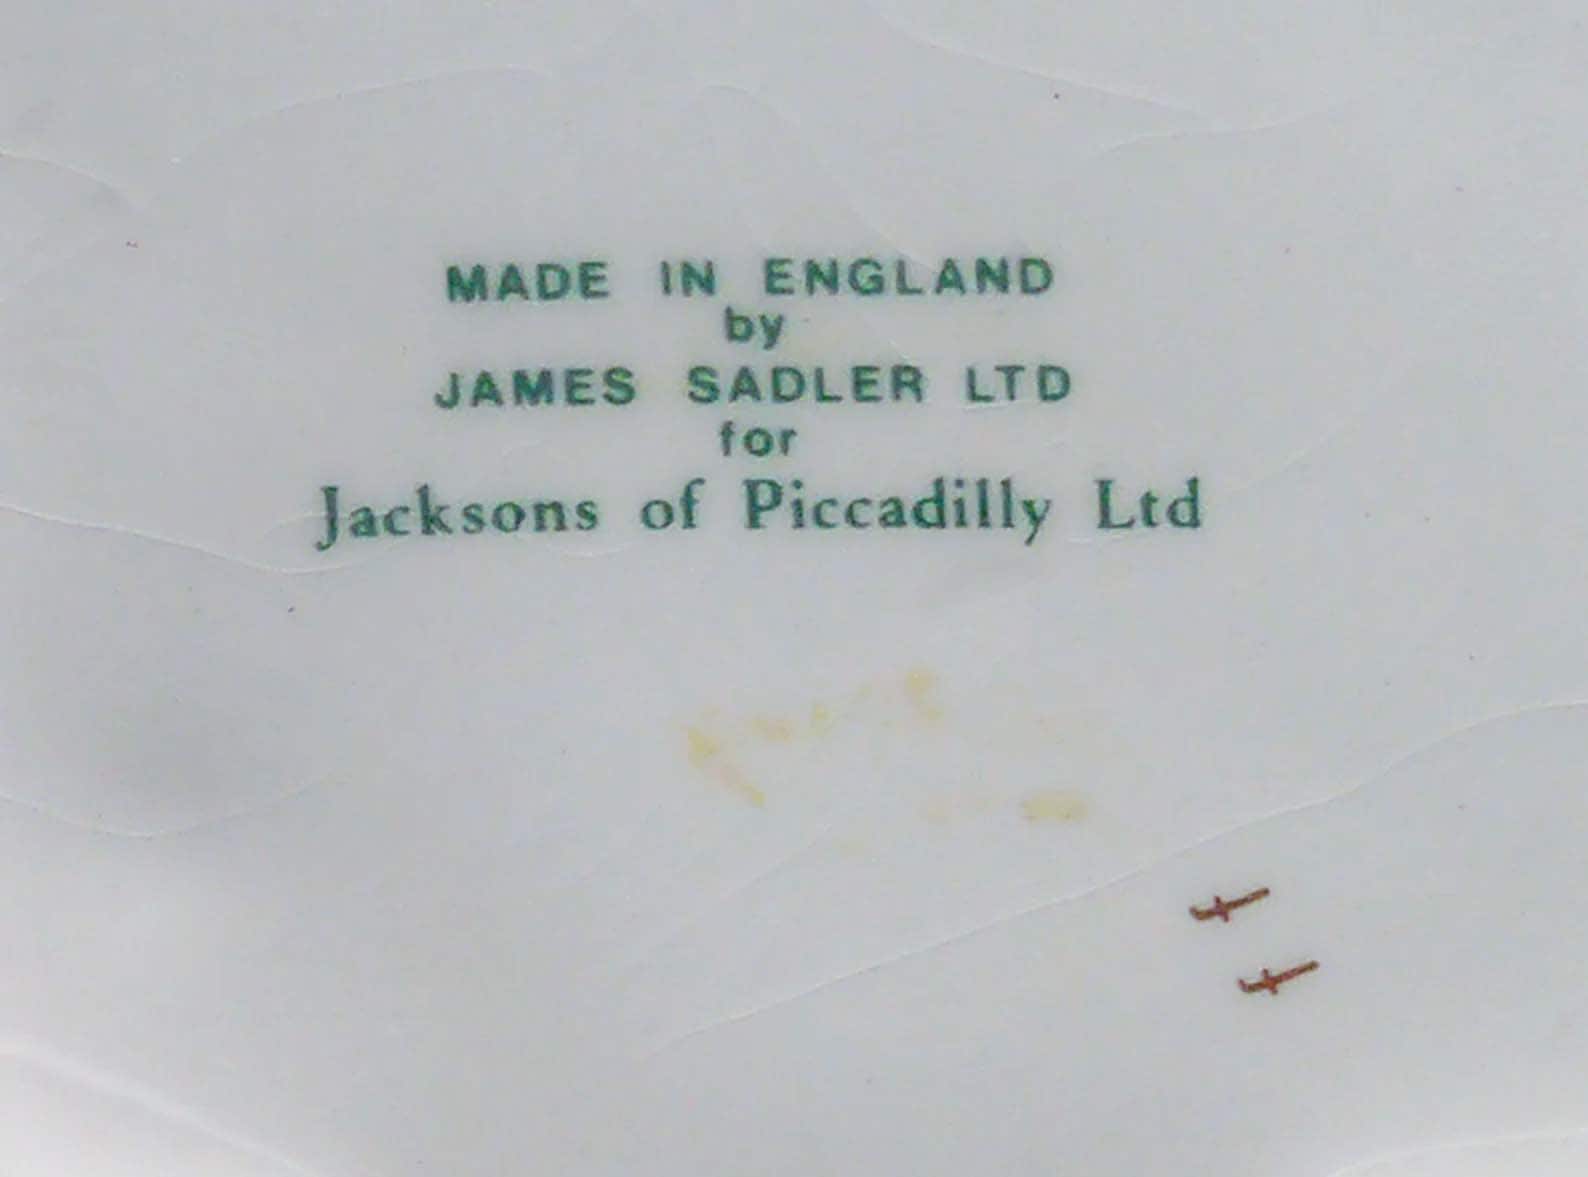 MADE IN ENGLAND
by
JAMES SADLER LTD
for
Jacksons of Piccadilly Ltd